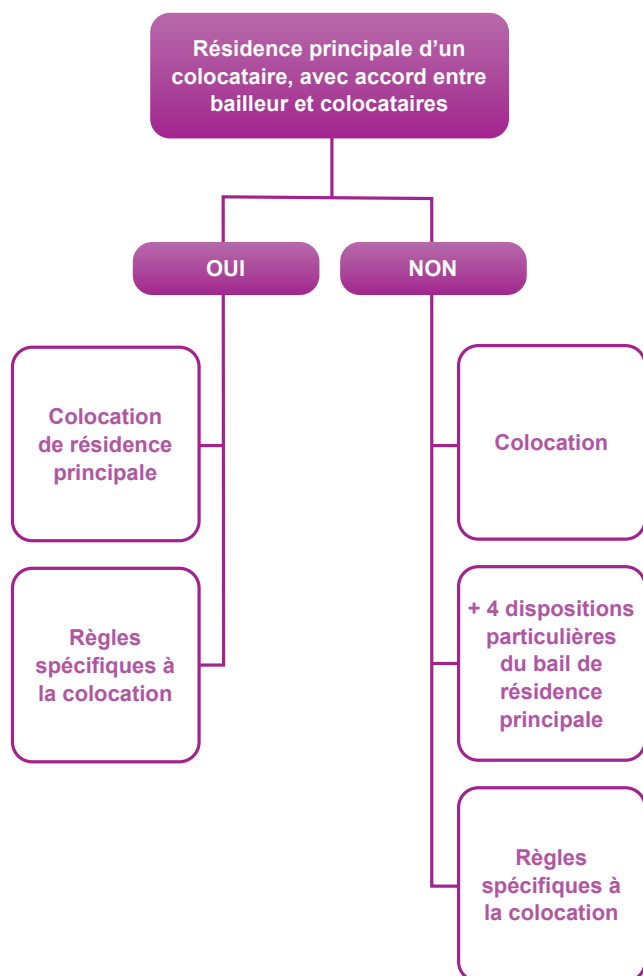 Résidence principale d’un
colocataire, avec accord entre
bailleur et colocataires
OUI
NON
Colocation
de résidence
principale
Règles
spécifiques à
la colocation
Colocation
+ 4 dispositions
particulières
du bail de
résidence
principale
Règles
spécifiques à
la colocation